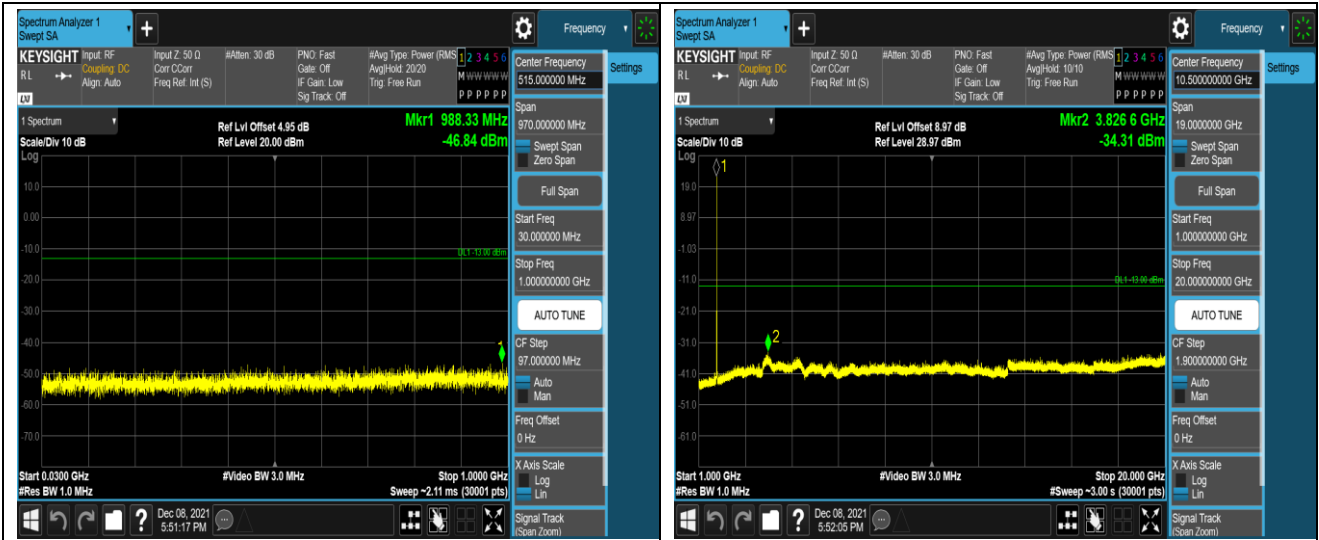 Spectrum Analyzer 1
Swept SA
+
Frequency
KEYSIGHT
Input: RF
Coupling: DC
Align: Auto
Input Z: 50 Ω
Corr CCorr
Freq Ref: Int (S)
#Atten: 30 dB
PNO: Fast
Gate: Off
IF Gain: Low
Sig Track: Off
#Avg Type: Power (RMS
Avg|Hold: 20/20
Trig: Free Run
1 2 3 4 5 6
M W W W W W
P P P P P P
RL
LXI
Center Frequency
515.000000 MHz
Settings
Span
970.000000 MHz
Swept Span
Zero Span
Full Span
Start Freq
30.000000 MHz
Stop Freq
1.000000000 GHz
AUTO TUNE
CF Step
97.000000 MHz
Auto
Man
Freq Offset
0 Hz
X Axis Scale
Log
Lin
Signal Track
(Span Zoom)
1 Spectrum
Scale/Div 10 dB
Log
Ref Lvl Offset 4.95 dB
Ref Level 20.00 dBm
Mkr1 988.33 MHz
-46.84 dBm
10.0
0.00
-10.0
DL1 -13.00 dBm
-20.0
-30.0
-40.0
-50.0
-60.0
-70.0
Start 0.0300 GHz
#Res BW 1.0 MHz
#Video BW 3.0 MHz
Stop 1.0000 GHz
Sweep ~2.11 ms (30001 pts)
?
Dec 08, 2021
5:51:17 PM
Spectrum Analyzer 1
Swept SA
+
Frequency
KEYSIGHT
Input: RF
Coupling: DC
Align: Auto
Input Z: 50 Ω
Corr CCorr
Freq Ref: Int (S)
#Atten: 30 dB
PNO: Fast
Gate: Off
IF Gain: Low
Sig Track: Off
#Avg Type: Power (RMS
Avg|Hold: 10/10
Trig: Free Run
1 2 3 4 5 6
M W W W W W
P P P P P P
RL
LXI
Center Frequency
10.500000000 GHz
Settings
Span
19.0000000 GHz
Swept Span
Zero Span
Full Span
Start Freq
1.000000000 GHz
Stop Freq
20.000000000 GHz
AUTO TUNE
CF Step
1.900000000 GHz
Auto
Man
Freq Offset
0 Hz
X Axis Scale
Log
Lin
Signal Track
(Span Zoom)
1 Spectrum
Scale/Div 10 dB
Log
Ref Lvl Offset 8.97 dB
Ref Level 28.97 dBm
Mkr2 3.826 6 GHz
-34.31 dBm
1
19.0
8.97
-1.03
-11.0
DL1 -13.00 dBm
-21.0
-31.0
2
-41.0
-51.0
-61.0
Start 1.000 GHz
#Res BW 1.0 MHz
#Video BW 3.0 MHz
Stop 20.000 GHz
#Sweep ~3.00 s (30001 pts)
?
Dec 08, 2021
5:52:05 PM